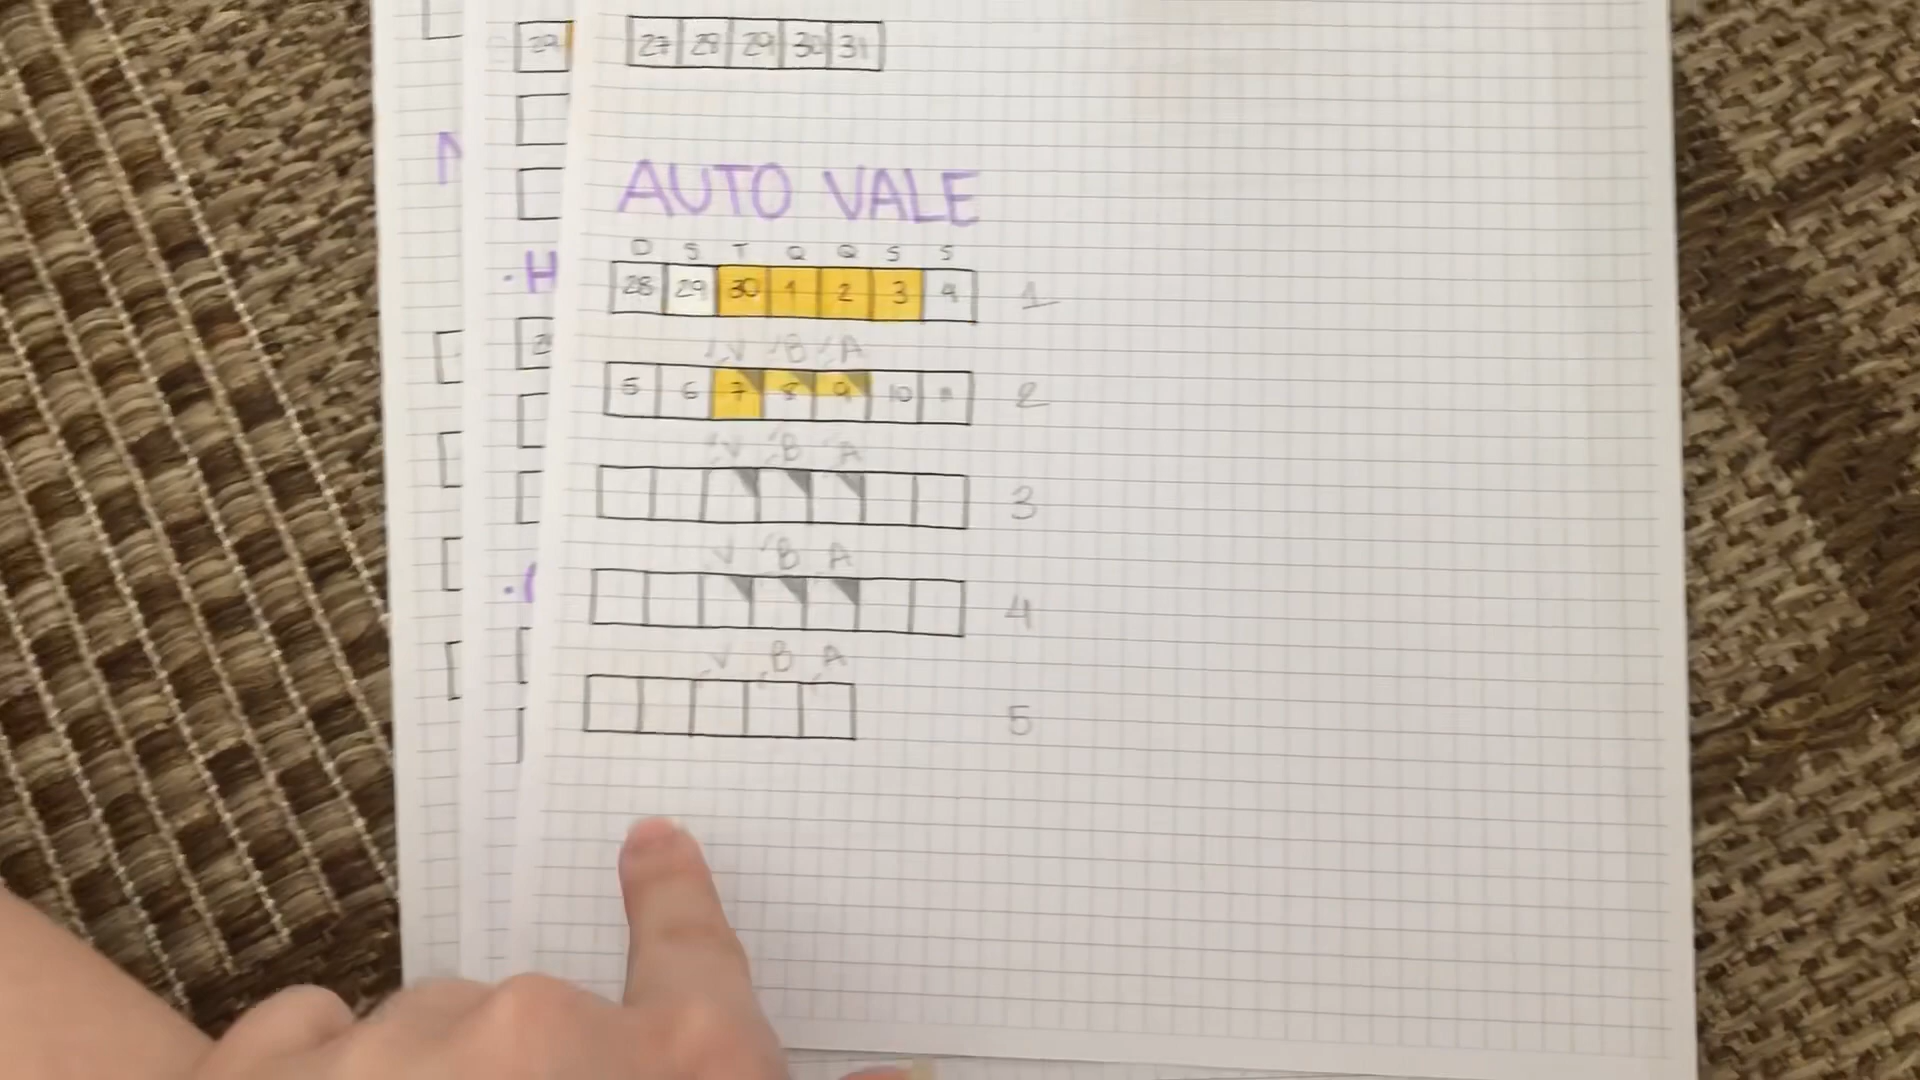 29
27 28 29 30 31
AUTO VALE
D S T Q Q S S
28 29 30 1 2 3 4 1
V B A
5 6 7 8 9 10 2
V B A
3
V B A
4
V B A
5
H